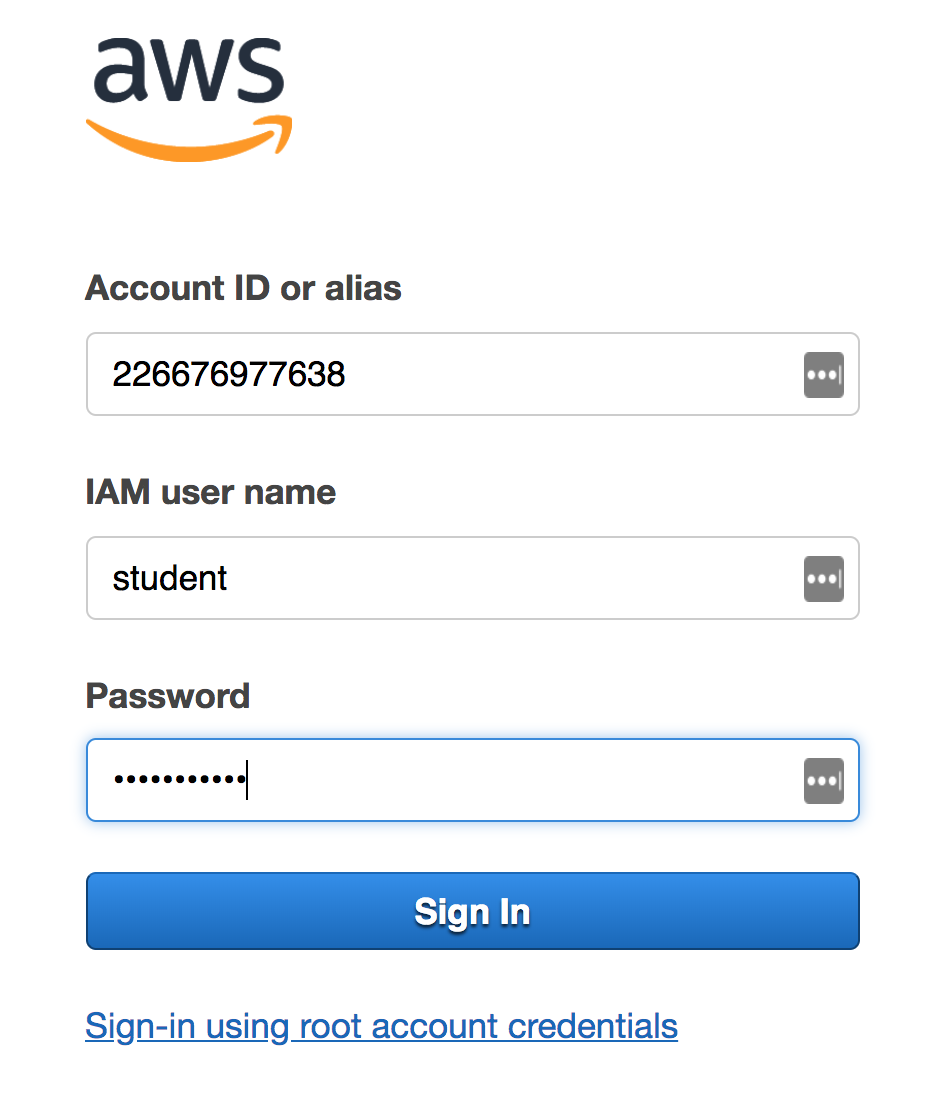 aws
Account ID or alias
226676977638
IAM user name
student
Password
•••••••••••
Sign In
Sign-in using root account credentials